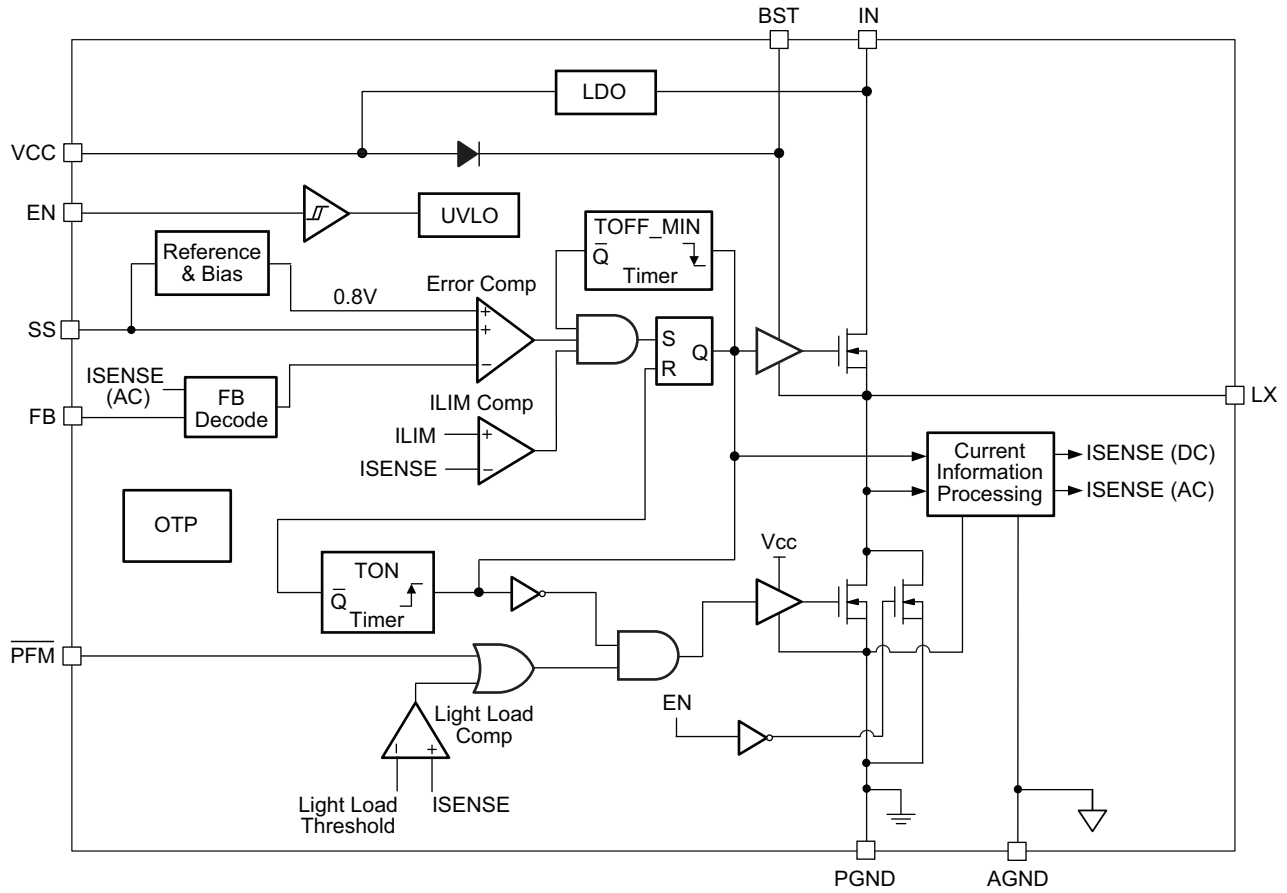 BST
IN
LDO
VCC
EN
UVLO
TOFF_MIN
Q̅
Timer
Reference
& Bias
0.8V
Error Comp
+
+
−
SS
S
R
Q
ISENSE
(AC)
FB
Decode
FB
ILIM Comp
ILIM
+
ISENSE
−
LX
Current
Information
Processing
ISENSE (DC)
ISENSE (AC)
OTP
Vcc
TON
Q̅
Timer
P̅F̅M̅
Light Load
Comp
−
+
EN
Light Load
Threshold
ISENSE
PGND
AGND